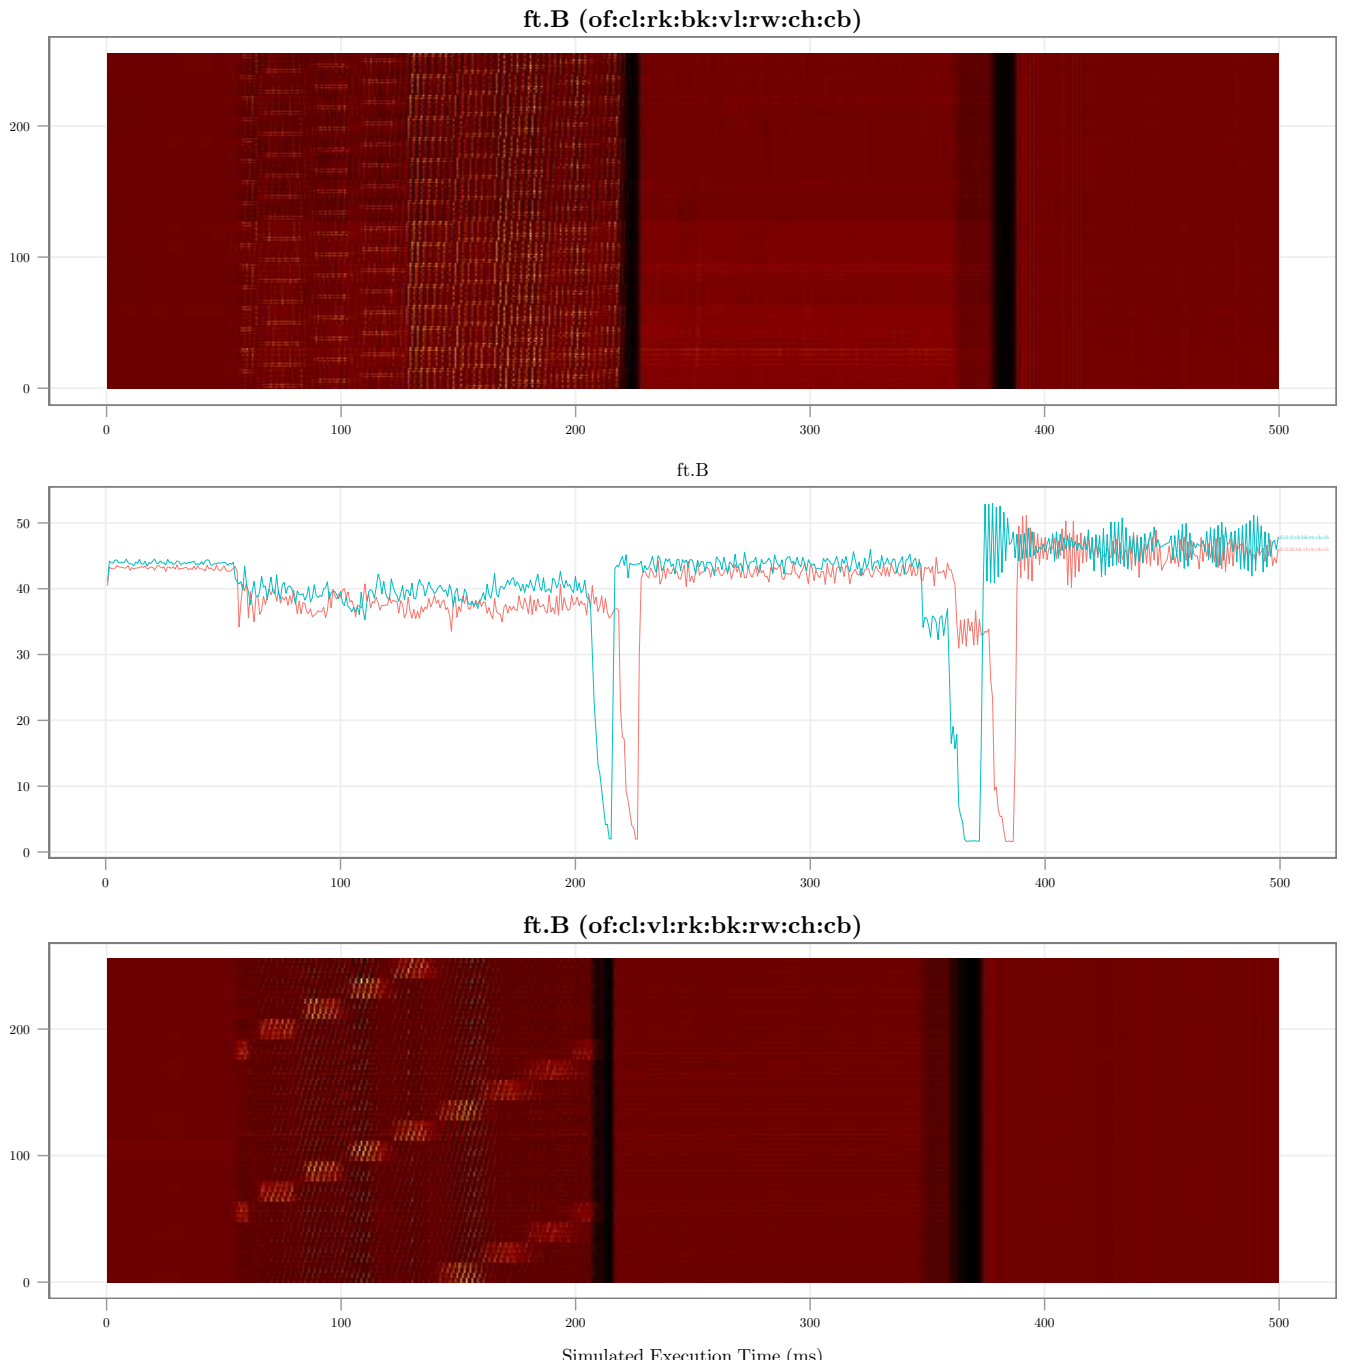 ft.B (of:cl:rk:bk:vl:rw:ch:cb)
200
100
0
0 100 200 300 400 500
ft.B
50
40
30
20
10
0
0 100 200 300 400 500
ft.B (of:cl:vl:rk:bk:rw:ch:cb)
200
100
0
0 100 200 300 400 500
Simulated Execution Time (ms)